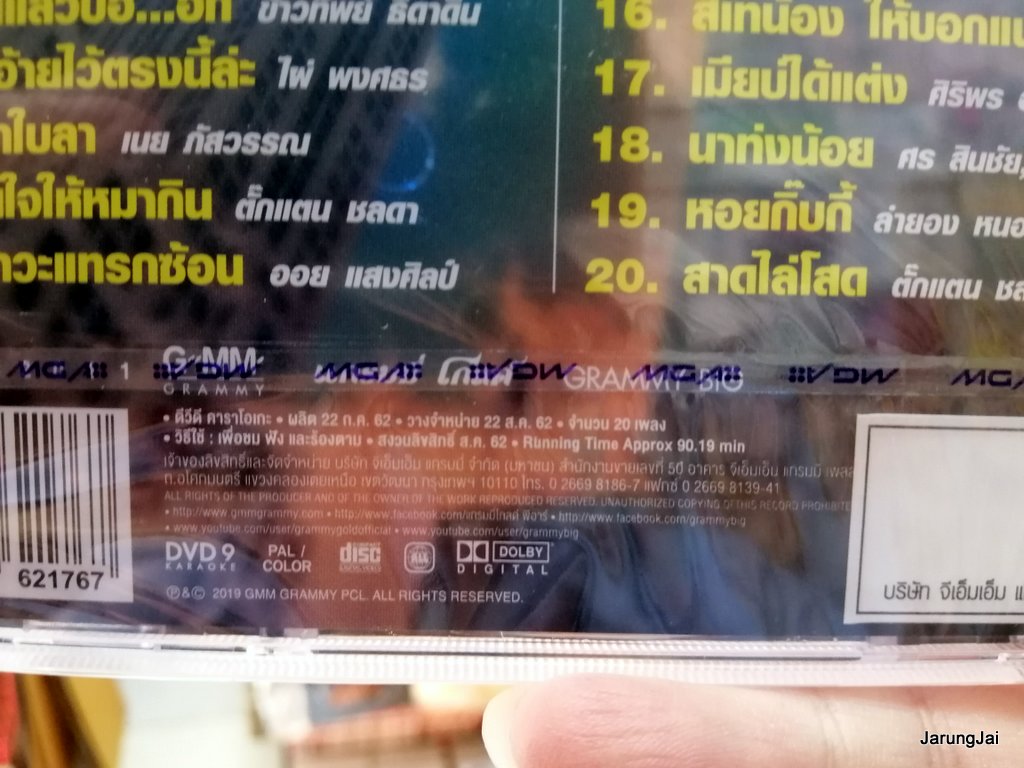 ข้าวทิพย์ ธิดาดิน
อ้ายไว้ตรงนี้ล่ะ ไผ่ พงศธร
ใบลา เนย ภัสวรรณ
ใจให้หมากิน ตั๊กแตน ชลดา
าวะแทรกซ้อน ออย แสงศิลป์
16. สิเทน้อง ให้บอกแน
17. เมียบ่ได้แต่ง ศิริพร
18. นาท่งน้อย ศร สินชัย
19. หอยกิ๊บกี้ ลำยอง หนอ
20. สาดไล่โสด ตั๊กแตน ชล
MGA 1 MGA MGA MGA
GMM GRAMMY
GRAMMY BIG
• ดีวีดี คาราโอเกะ • ผลิต 22 ก.ค. 62 • วางจำหน่าย 22 ส.ค. 62 • จำนวน 20 เพลง
• วิธีใช้ : เพื่อชม ฟัง และร้องตาม • สงวนลิขสิทธิ์ ส.ค. 62 • Running Time Approx 90.19 min
เจ้าของลิขสิทธิ์และจัดจำหน่าย บริษัท จีเอ็มเอ็ม แกรมมี่ จำกัด (มหาชน) สำนักงานขายเลขที่ 50 อาคาร จีเอ็มเอ็ม แกรมมี่ เพลส
ถ.อโศกมนตรี แขวงคลองเตยเหนือ เขตวัฒนา กรุงเทพฯ 10110 โทร. 0 2669 8186-7 แฟกซ์ 0 2669 8139-41
ALL RIGHTS OF THE PRODUCER AND OF THE OWNER OF THE WORK REPRODUCED RESERVED. UNAUTHORIZED COPYING OF THIS RECORD PROHIBITE
• http://www.gmmgrammy.com • http://www.facebook.com/แกรมมี่โกลด์ พีอาร์ • http://www.facebook.com/grammybig
• www.youtube.com/user/grammygoldofficial • www.youtube.com/user/grammybig
621767
DVD 9 KARAOKE
PAL / COLOR
COMPACT disc DIGITAL VIDEO
ALL
DOLBY DIGITAL
Ⓟ&© 2019 GMM GRAMMY PCL. ALL RIGHTS RESERVED.
บริษัท จีเอ็มเอ็ม แ
JarungJai